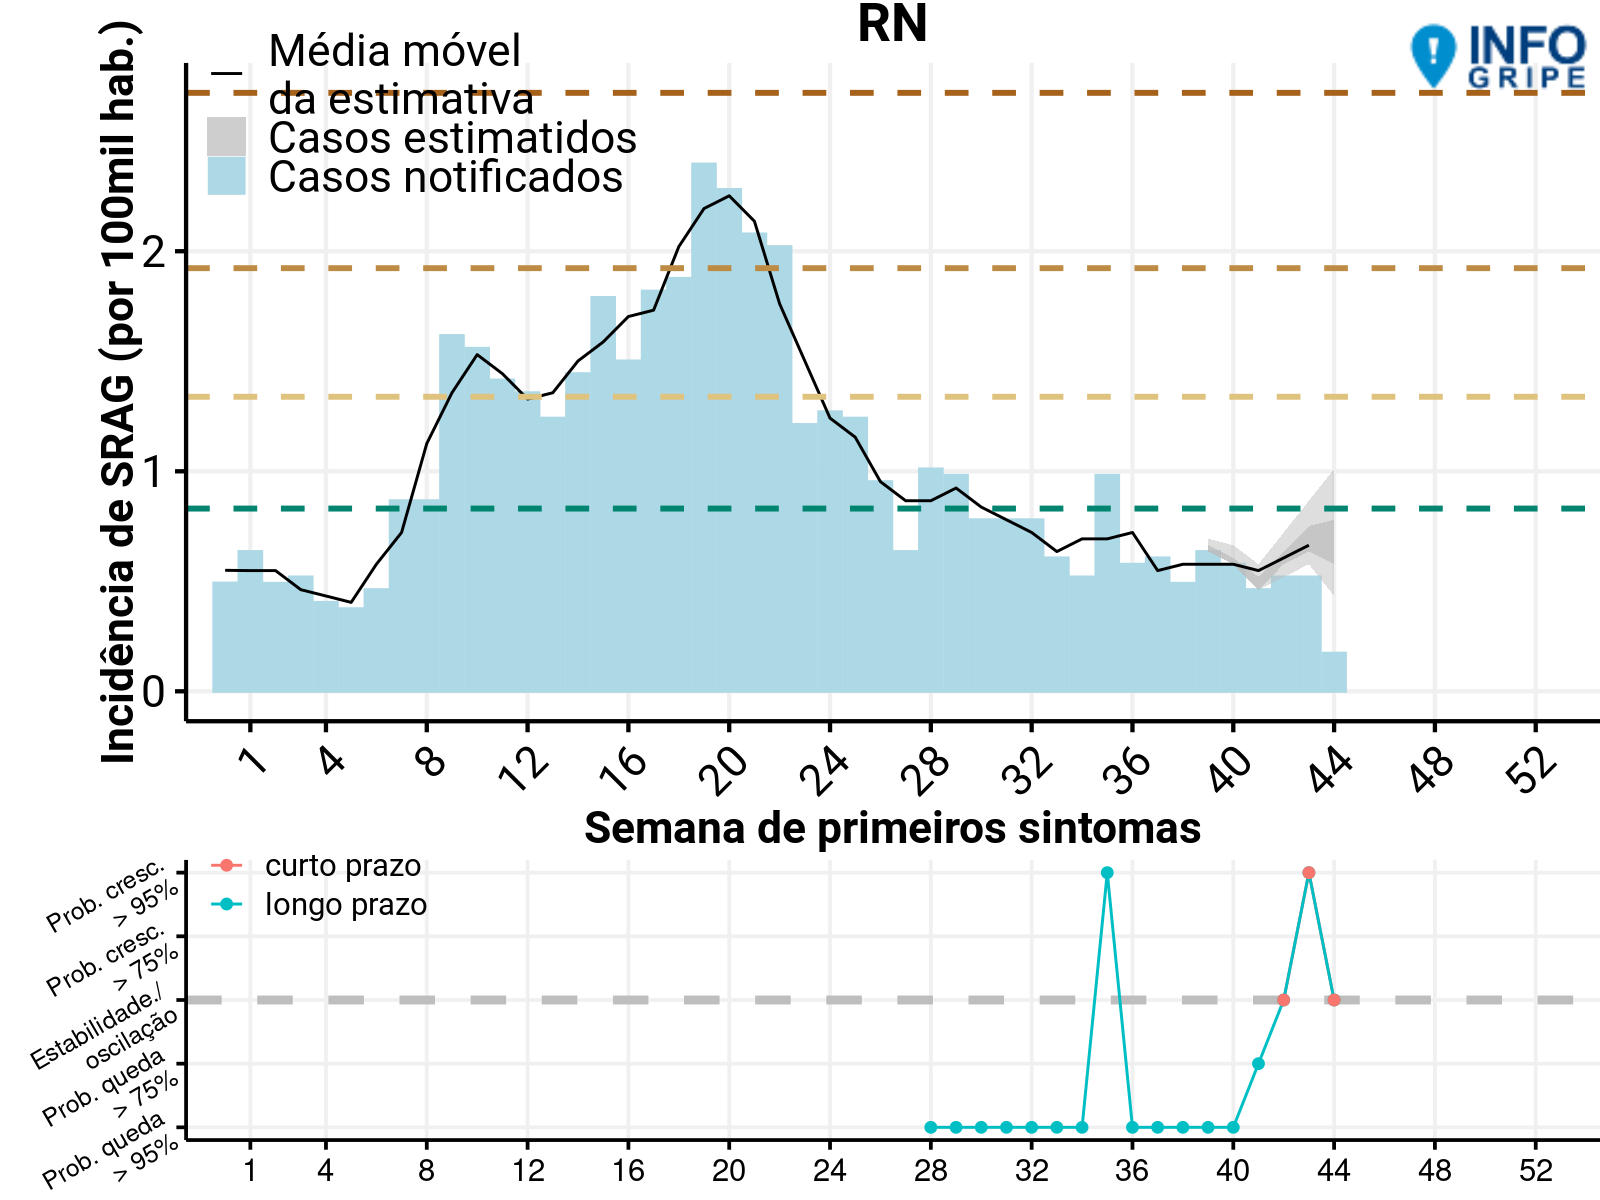 RN
INFO
GRIPE
Média móvel
da estimativa
Casos estimatidos
Casos notificados
Incidência de SRAG (por 100mil hab.)
2
1
0
1 4 8 12 16 20 24 28 32 36 40 44 48 52
Semana de primeiros sintomas
curto prazo
longo prazo
Prob. cresc.
> 95%
Prob. cresc.
> 75%
Estabilidade./
oscilação
Prob. queda
> 75%
Prob. queda
> 95%
1 4 8 12 16 20 24 28 32 36 40 44 48 52